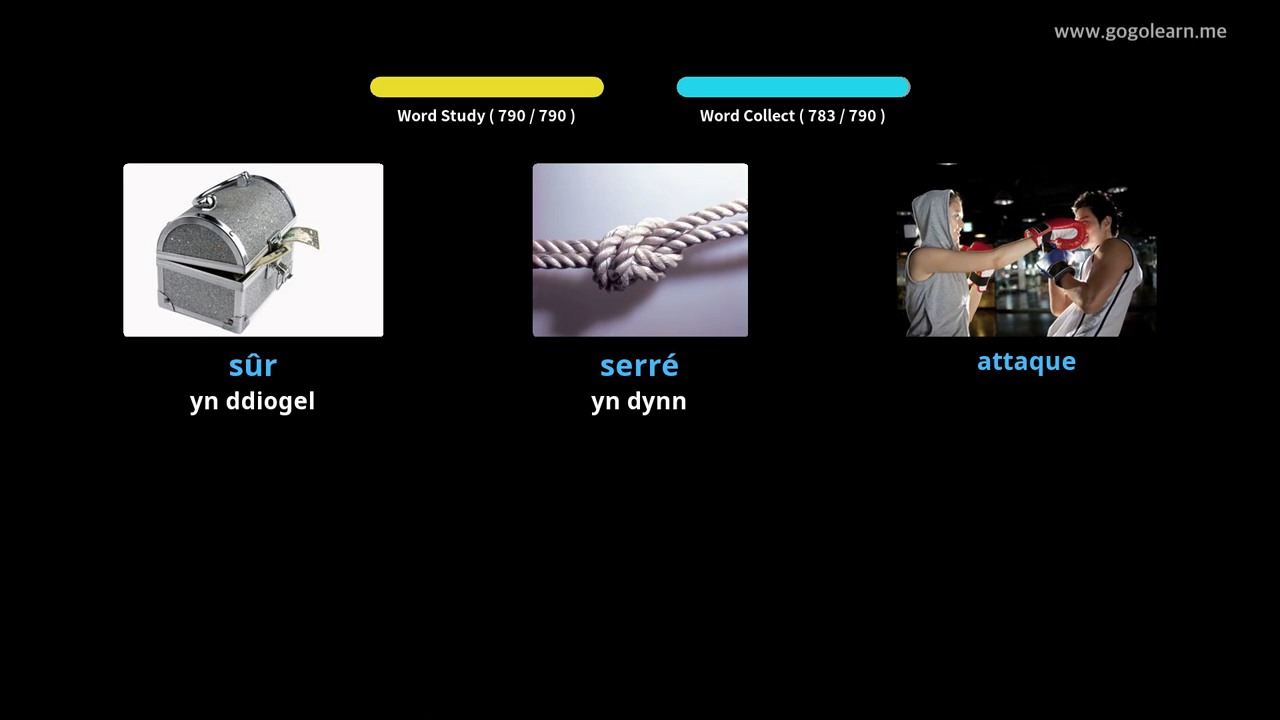 www.gogolearn.me
Word Study ( 790 / 790 )
Word Collect ( 783 / 790 )
sûr
serré
attaque
yn ddiogel
yn dynn